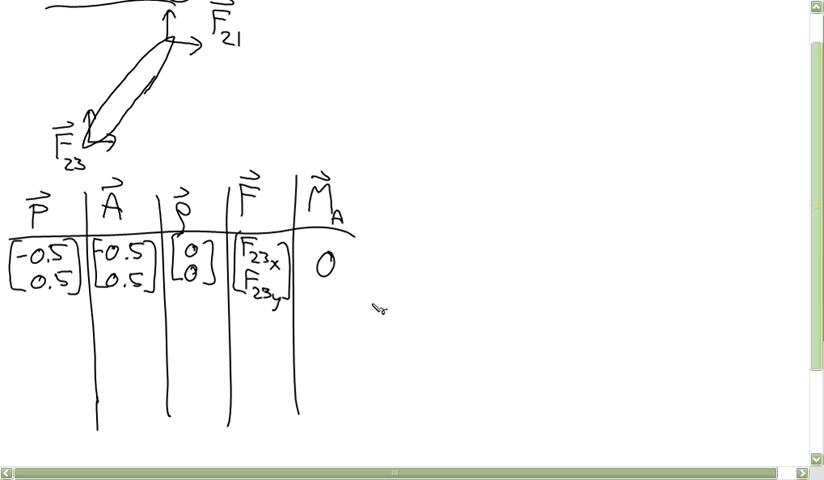 F⃗21
F⃗23
P⃗ A⃗ ρ⃗ F⃗ M⃗A
[-0.5 0.5] [-0.5 0.5] [0 0] [F23x F23y] 0